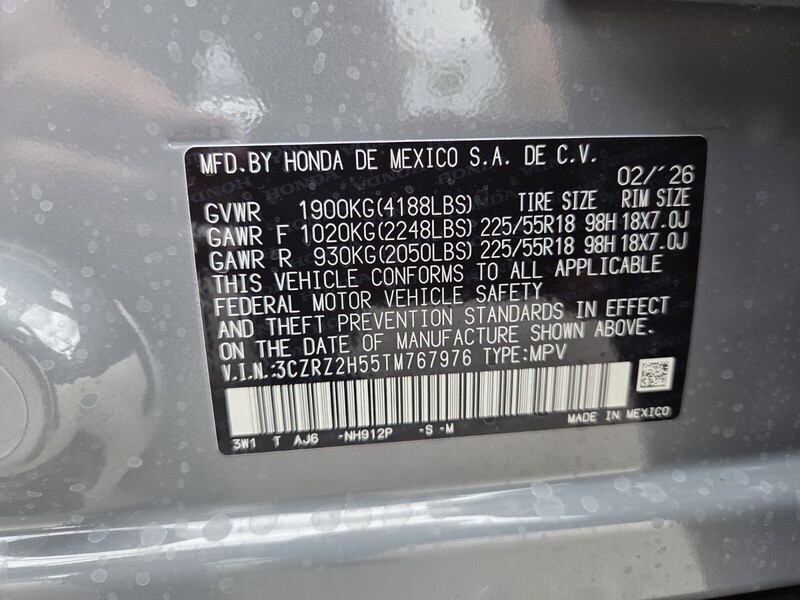 MFD.BY HONDA DE MEXICO S.A. DE C.V.
02/'26
GVWR 1900KG(4188LBS) TIRE SIZE RIM SIZE
GAWR F 1020KG(2248LBS) 225/55R18 98H 18X7.0J
GAWR R 930KG(2050LBS) 225/55R18 98H 18X7.0J
THIS VEHICLE CONFORMS TO ALL APPLICABLE
FEDERAL MOTOR VEHICLE SAFETY
AND THEFT PREVENTION STANDARDS IN EFFECT
ON THE DATE OF MANUFACTURE SHOWN ABOVE.
V.I.N.:3CZRZ2H55TM767976 TYPE:MPV
MADE IN MEXICO
3W1 T AJ6 -NH912P -S -M